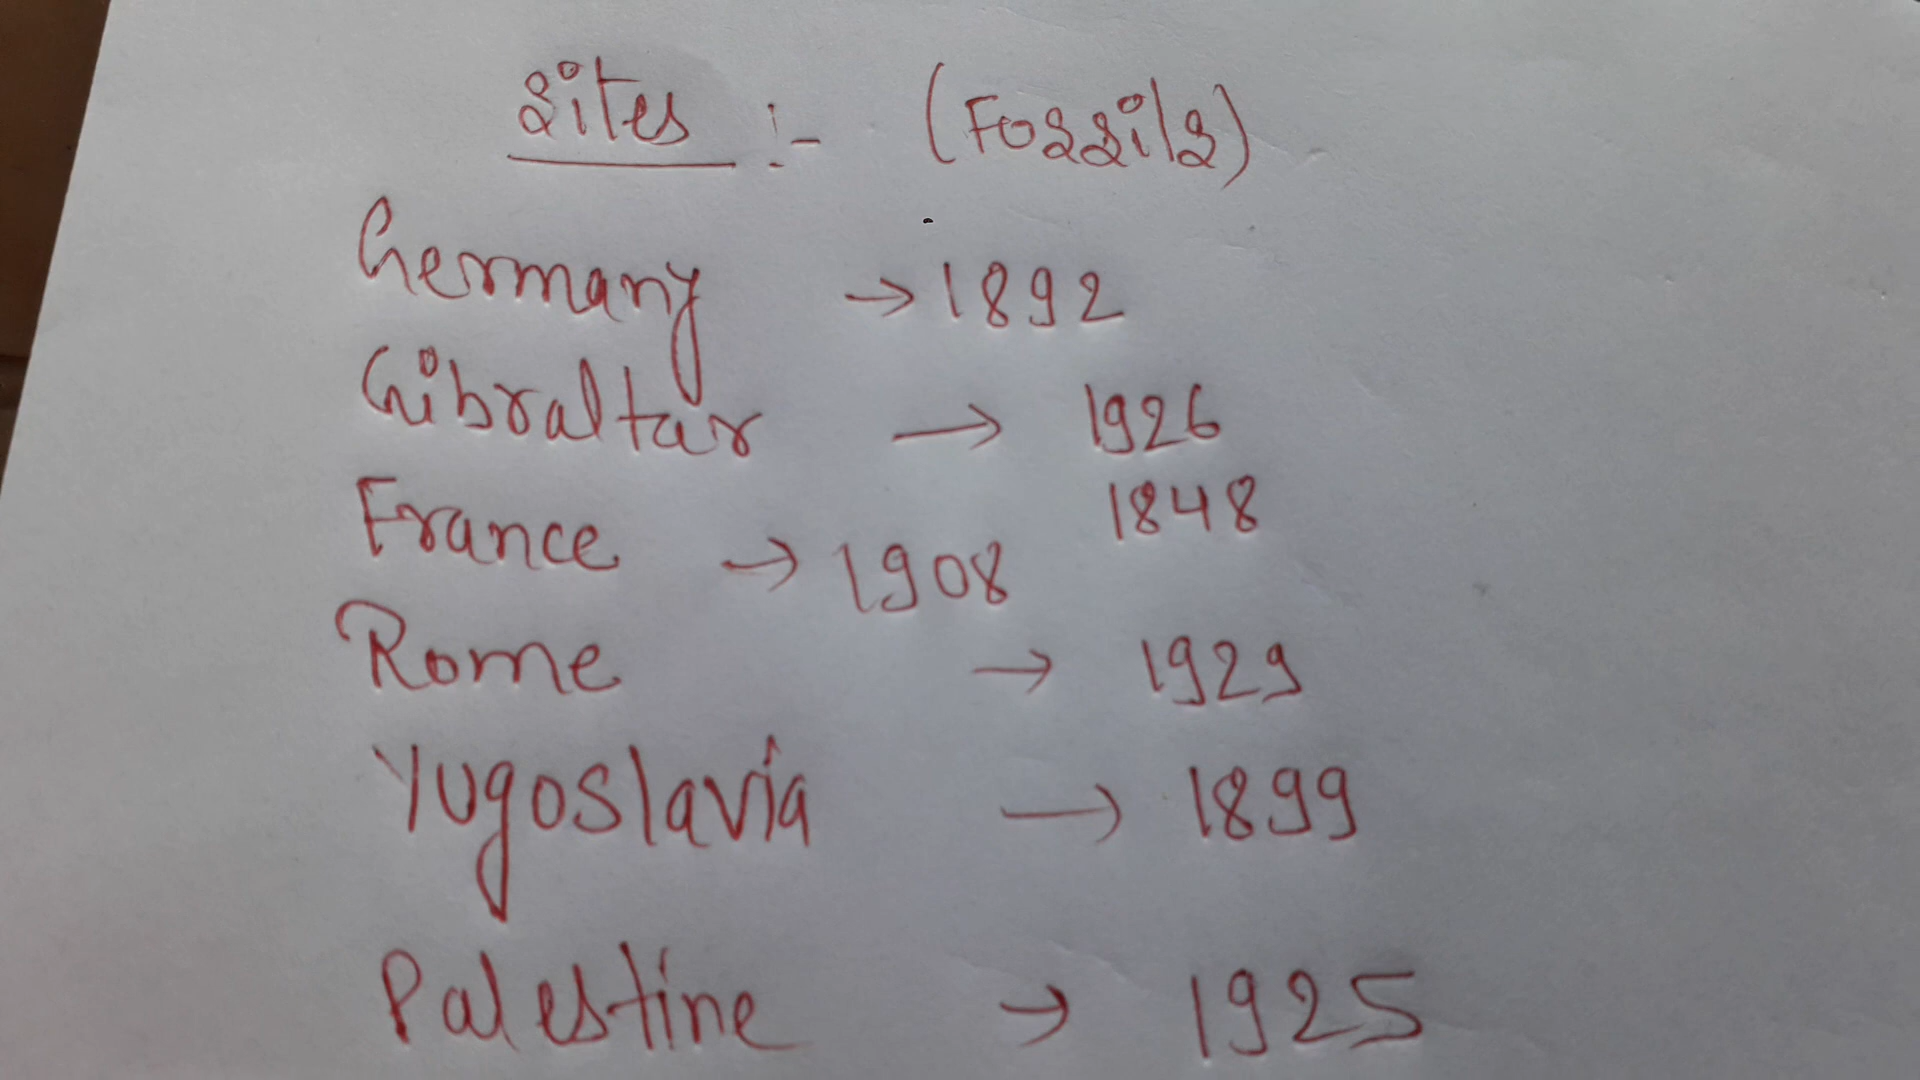 Sites :- (Fossils)
Germany → 1892
Gibraltar → 1926
1848
France → 1908
Rome → 1929
Yugoslavia → 1899
Palestine → 1925